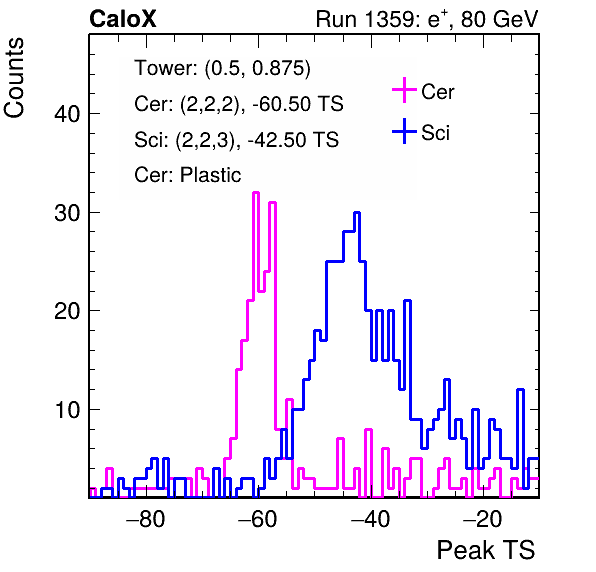 CaloX Run 1359: e⁺, 80 GeV
Counts
Tower: (0.5, 0.875)
Cer: (2,2,2), -60.50 TS
Sci: (2,2,3), -42.50 TS
Cer: Plastic
Cer
Sci
40
30
20
10
−80 −60 −40 −20
Peak TS